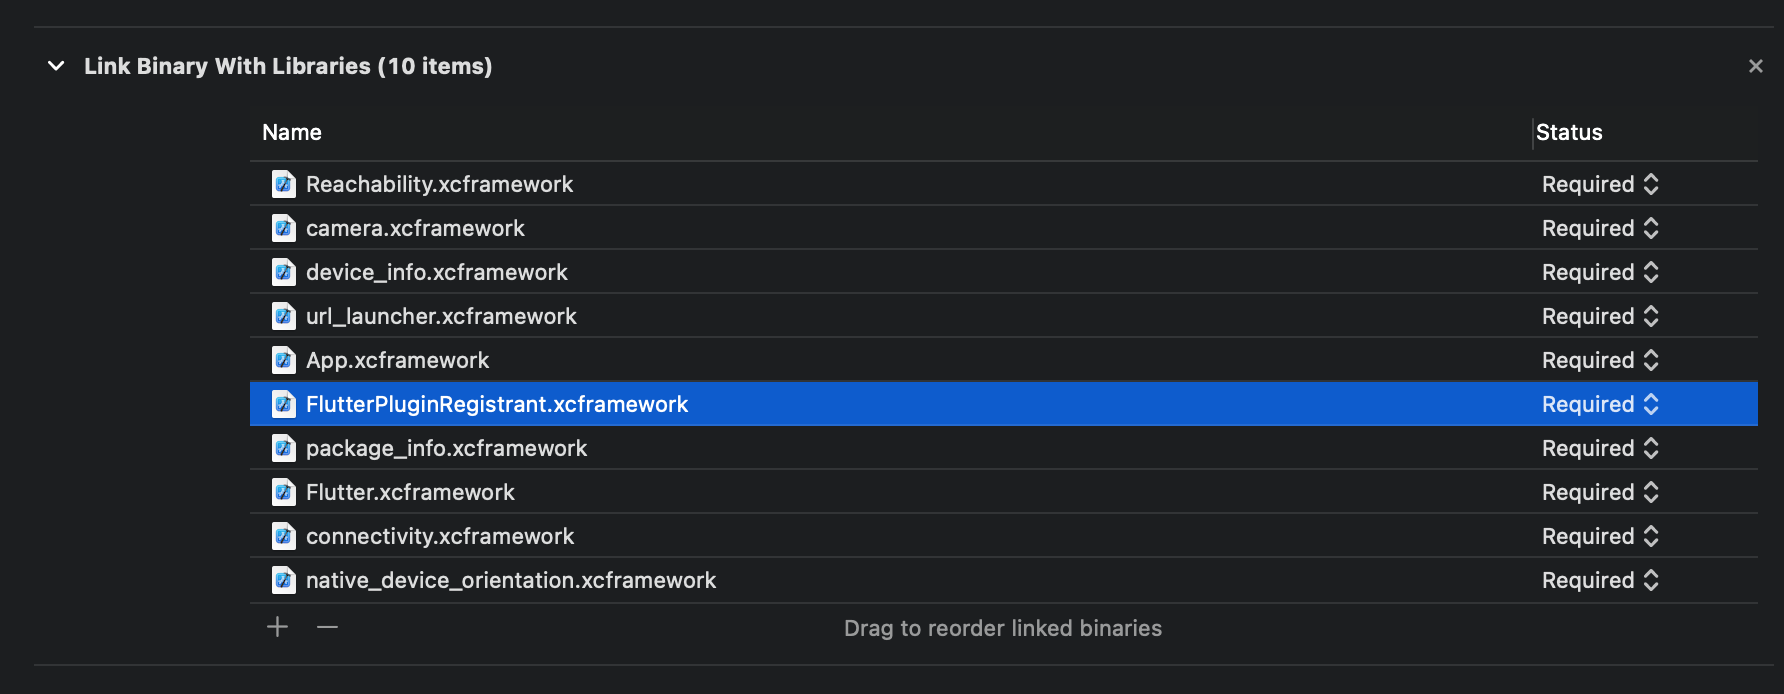 Link Binary With Libraries (10 items)
Name Status
Reachability.xcframework Required
camera.xcframework Required
device_info.xcframework Required
url_launcher.xcframework Required
App.xcframework Required
FlutterPluginRegistrant.xcframework Required
package_info.xcframework Required
Flutter.xcframework Required
connectivity.xcframework Required
native_device_orientation.xcframework Required
Drag to reorder linked binaries